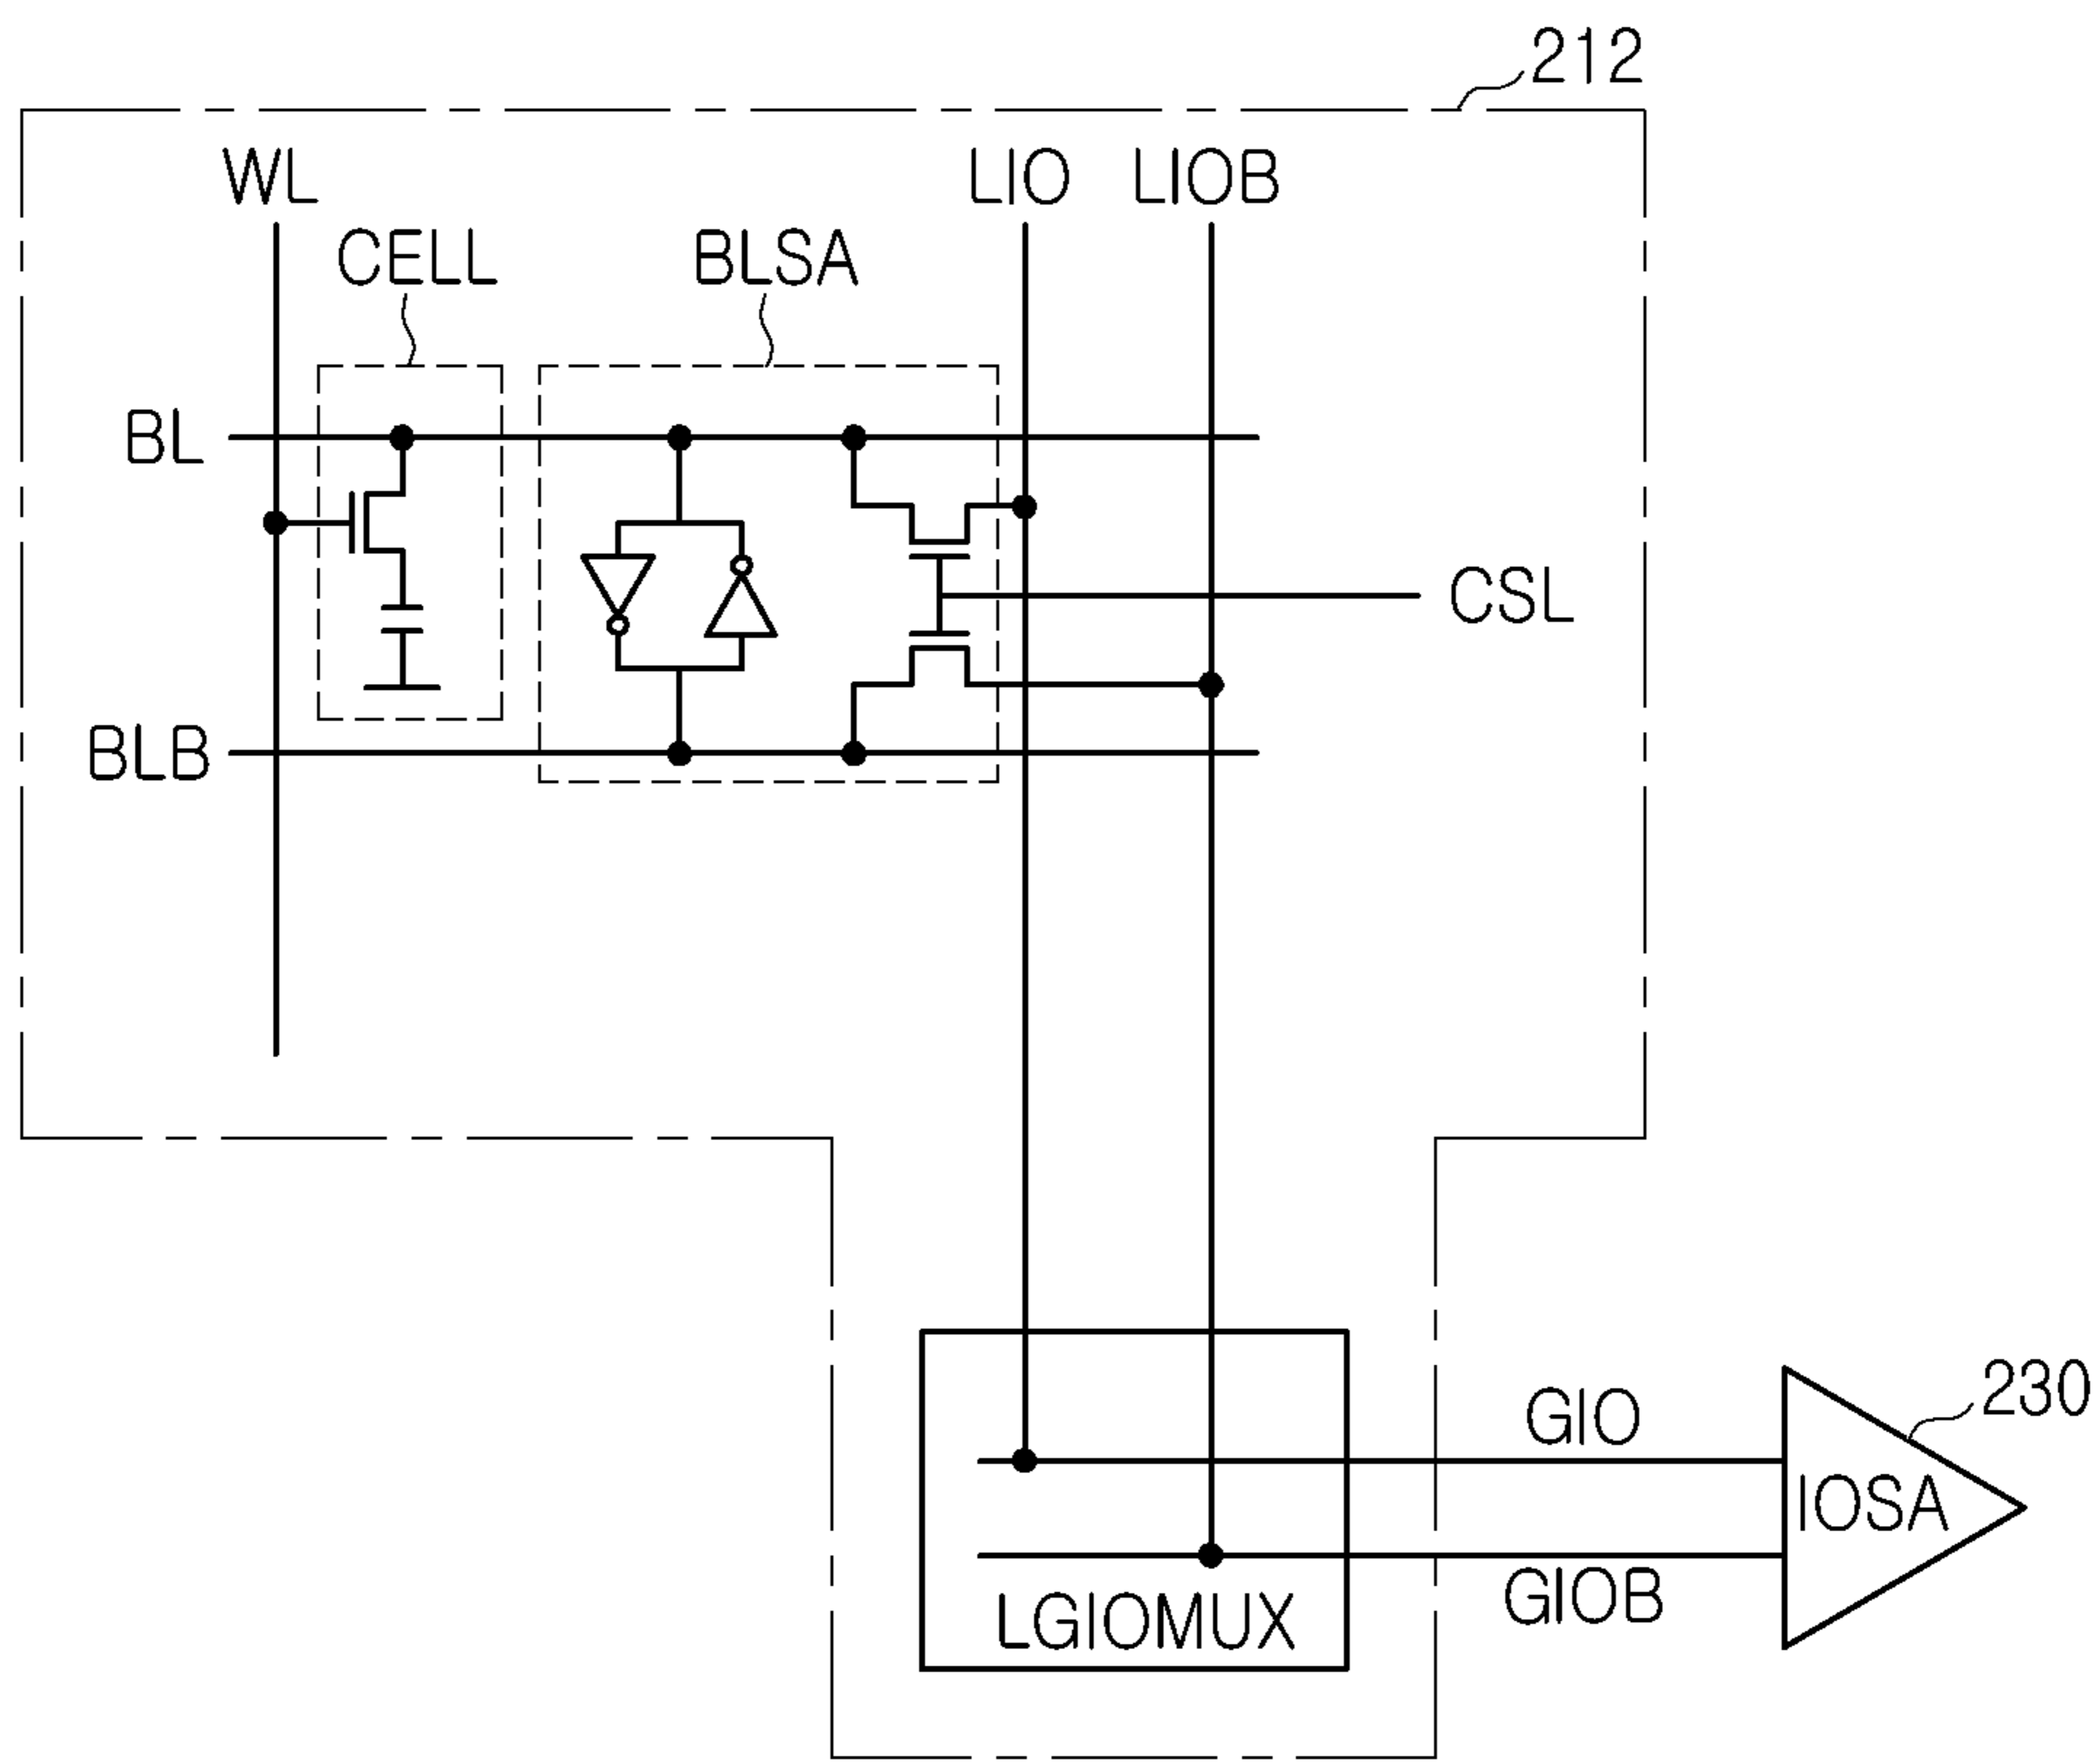 212
WL
LIO
LIOB
CELL
BLSA
BL
CSL
BLB
GIO
230
IOSA
GIOB
LGIOMUX